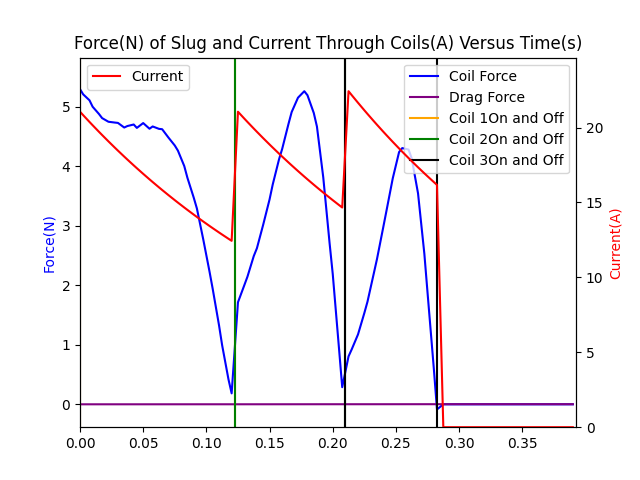 Force(N) of Slug and Current Through Coils(A) Versus Time(s)
Current
Coil Force
Drag Force
Coil 1On and Off
Coil 2On and Off
Coil 3On and Off
Force(N)
5
4
3
2
1
0
Current(A)
20
15
10
5
0
0.00 0.05 0.10 0.15 0.20 0.25 0.30 0.35